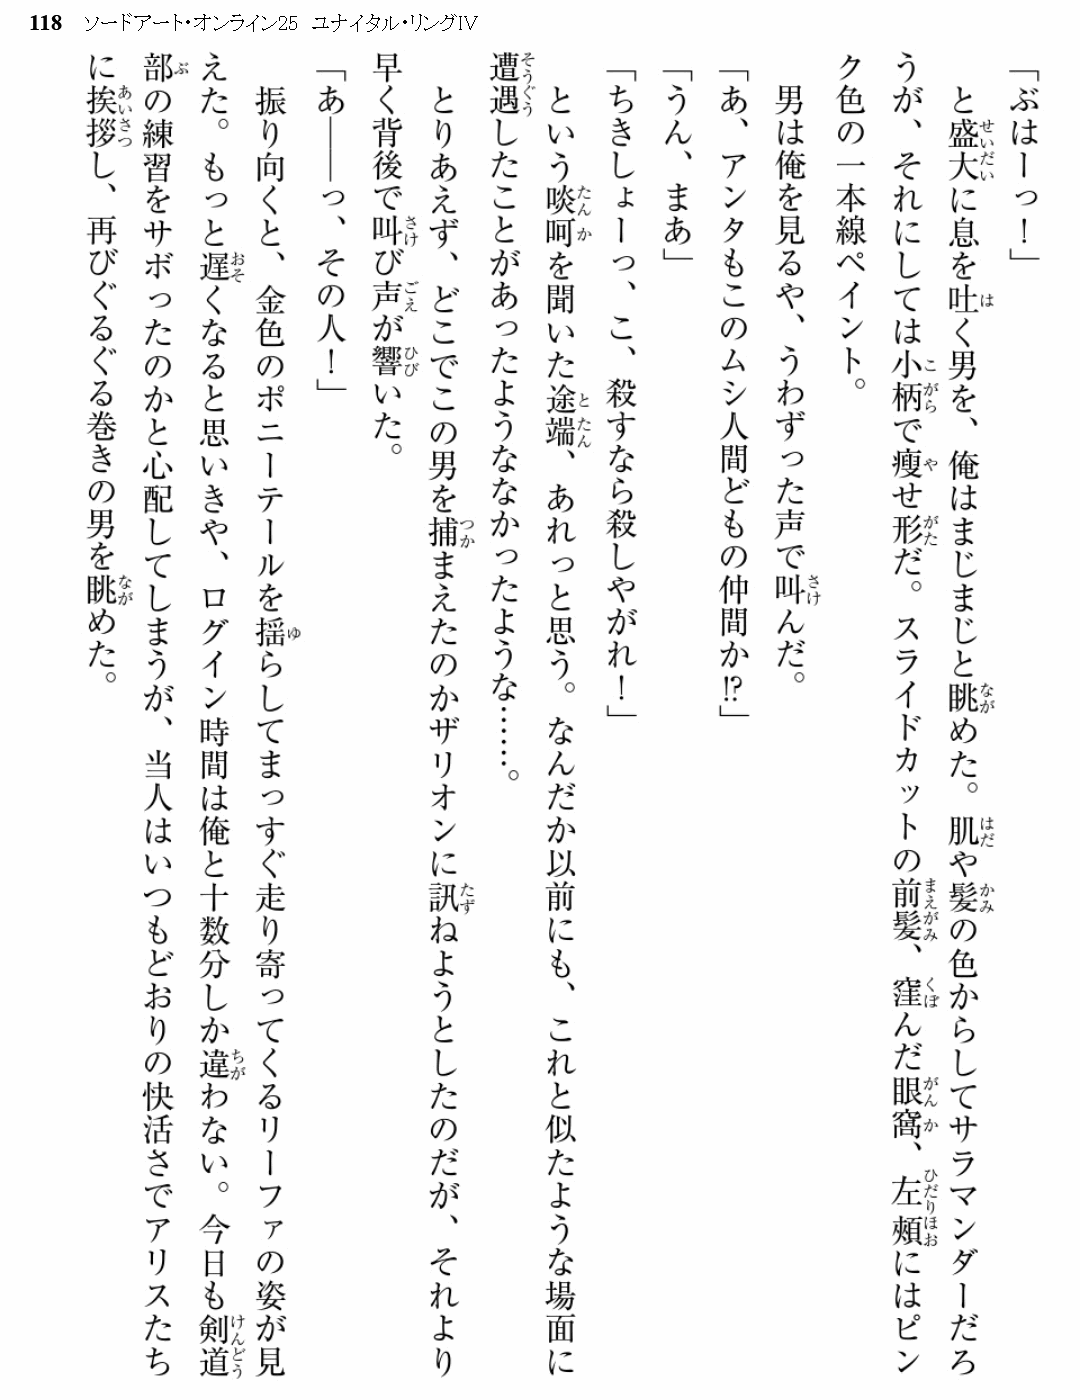 118 ソードアート・オンライン25 ユナイタル・リングⅣ
「ぶはーっ！」
　と盛大に息を吐く男を、俺はまじまじと眺めた。肌や髪の色からしてサラマンダーだろ
うが、それにしては小柄で痩せ形だ。スライドカットの前髪、窪んだ眼窩、左頰にはピン
ク色の一本線ペイント。
　男は俺を見るや、うわずった声で叫んだ。
「あ、アンタもこのムシ人間どもの仲間か⁉」
「うん、まあ」
「ちきしょーっ、こ、殺すなら殺しやがれ！」
　という啖呵を聞いた途端、あれっと思う。なんだか以前にも、これと似たような場面に
遭遇したことがあったようななかったような……。
　とりあえず、どこでこの男を捕まえたのかザリオンに訊ねようとしたのだが、それより
早く背後で叫び声が響いた。
「あ――っ、その人！」
　振り向くと、金色のポニーテールを揺らしてまっすぐ走り寄ってくるリーファの姿が見
えた。もっと遅くなると思いきや、ログイン時間は俺と十数分しか違わない。今日も剣道
部の練習をサボったのかと心配してしまうが、当人はいつもどおりの快活さでアリスたち
に挨拶し、再びぐるぐる巻きの男を眺めた。